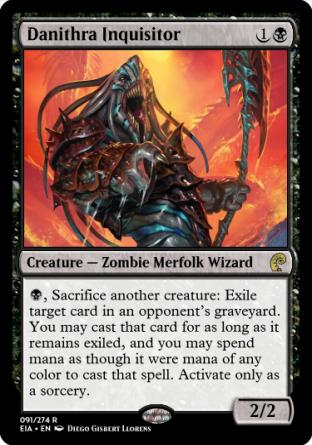 Danithra Inquisitor 1
Creature — Zombie Merfolk Wizard
, Sacrifice another creature: Exile
target card in an opponent's graveyard.
You may cast that card for as long as it
remains exiled, and you may spend
mana as though it were mana of any
color to cast that spell. Activate only as
a sorcery.
091/274 R
EIA • EN Diego Gisbert Llorens
2/2